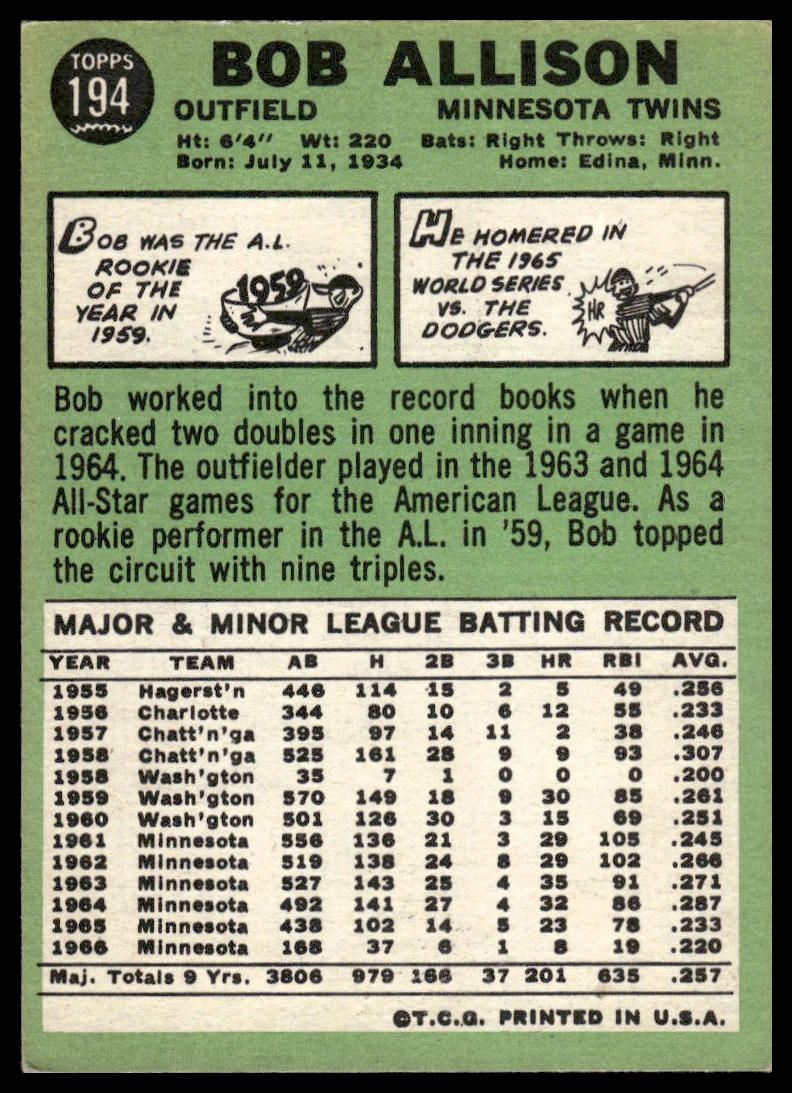 TOPPS
194
BOB ALLISON
OUTFIELD MINNESOTA TWINS
Ht: 6'4" Wt: 220 Bats: Right Throws: Right
Born: July 11, 1934 Home: Edina, Minn.
BOB WAS THE A.L.
ROOKIE
OF THE
YEAR IN
1959.
1959
HE HOMERED IN
THE 1965
WORLD SERIES
VS. THE
DODGERS.
HR
Bob worked into the record books when he
cracked two doubles in one inning in a game in
1964. The outfielder played in the 1963 and 1964
All-Star games for the American League. As a
rookie performer in the A.L. in '59, Bob topped
the circuit with nine triples.
MAJOR & MINOR LEAGUE BATTING RECORD
YEAR TEAM AB H 2B 3B HR RBI AVG.
1955 Hagerst'n 446 114 15 2 5 49 .256
1956 Charlotte 344 80 10 6 12 55 .233
1957 Chatt'n'ga 395 97 14 11 2 38 .246
1958 Chatt'n'ga 525 161 28 9 9 93 .307
1958 Wash'gton 35 7 1 0 0 0 .200
1959 Wash'gton 570 149 18 9 30 85 .261
1960 Wash'gton 501 126 30 3 15 69 .251
1961 Minnesota 556 136 21 3 29 105 .245
1962 Minnesota 519 138 24 8 29 102 .266
1963 Minnesota 527 143 25 4 35 91 .271
1964 Minnesota 492 141 27 4 32 86 .287
1965 Minnesota 438 102 14 5 23 78 .233
1966 Minnesota 168 37 6 1 8 19 .220
Maj. Totals 9 Yrs. 3806 979 166 37 201 635 .257
©T.C.G. PRINTED IN U.S.A.